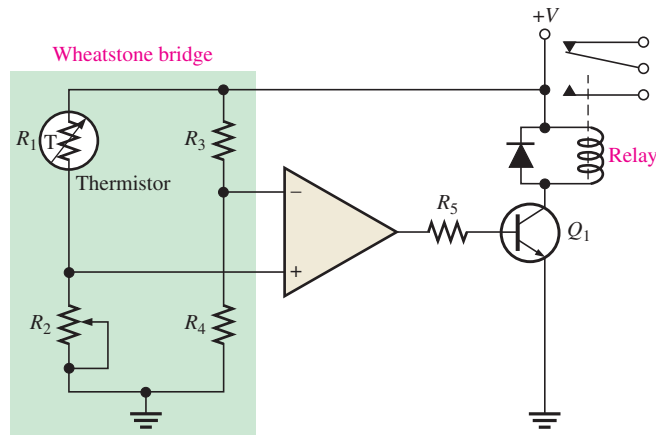 +V
Wheatstone bridge
R1
T
R3
Thermistor
Relay
−
R5
Q1
+
R2
R4